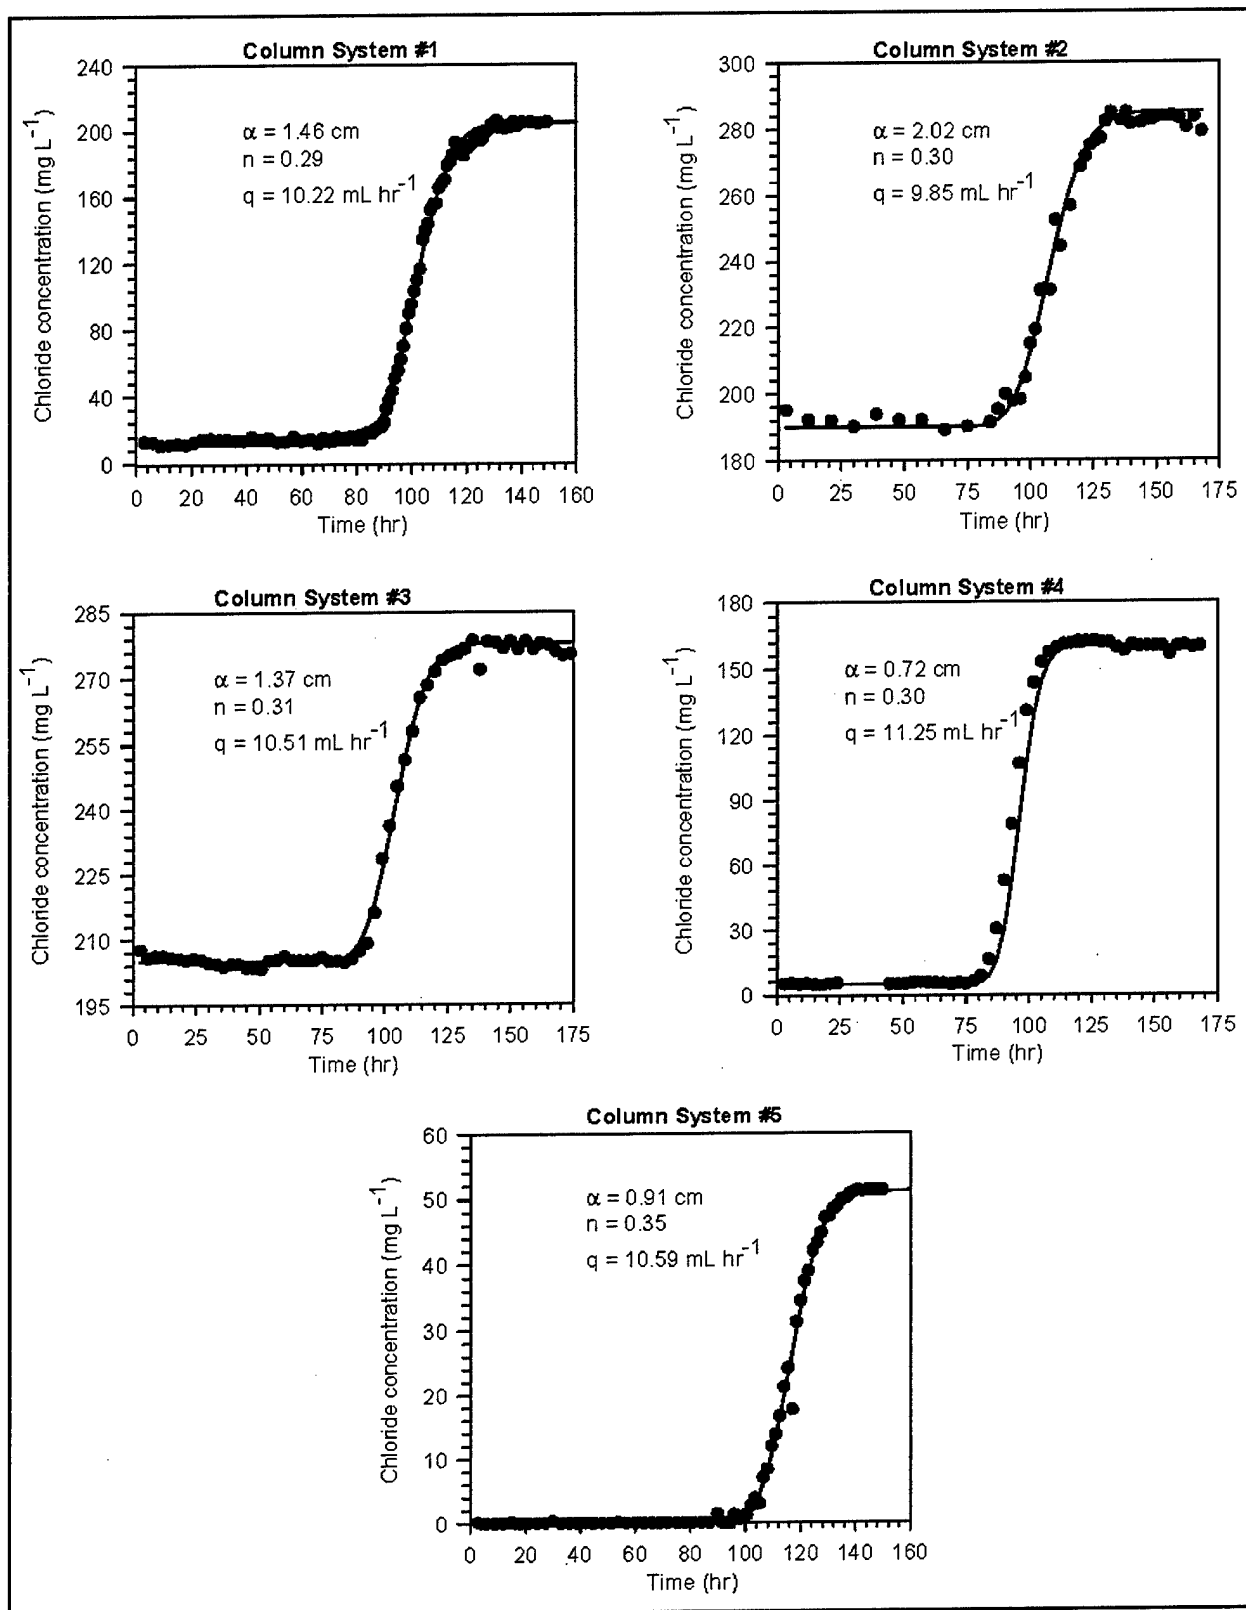 Column System #1
Chloride concentration (mg L⁻¹)
240
200
160
120
80
40
0
α = 1.46 cm
n = 0.29
q = 10.22 mL hr⁻¹
0 20 40 60 80 100 120 140 160
Time (hr)
Column System #2
Chloride concentration (mg L⁻¹)
300
280
260
240
220
200
180
α = 2.02 cm
n = 0.30
q = 9.85 mL hr⁻¹
0 25 50 75 100 125 150 175
Time (hr)
Column System #3
Chloride concentration (mg L⁻¹)
285
270
255
240
225
210
195
α = 1.37 cm
n = 0.31
q = 10.51 mL hr⁻¹
0 25 50 75 100 125 150 175
Time (hr)
Column System #4
Chloride concentration (mg L⁻¹)
180
150
120
90
60
30
0
α = 0.72 cm
n = 0.30
q = 11.25 mL hr⁻¹
0 25 50 75 100 125 150 175
Time (hr)
Column System #5
Chloride concentration (mg L⁻¹)
60
50
40
30
20
10
0
α = 0.91 cm
n = 0.35
q = 10.59 mL hr⁻¹
0 20 40 60 80 100 120 140 160
Time (hr)